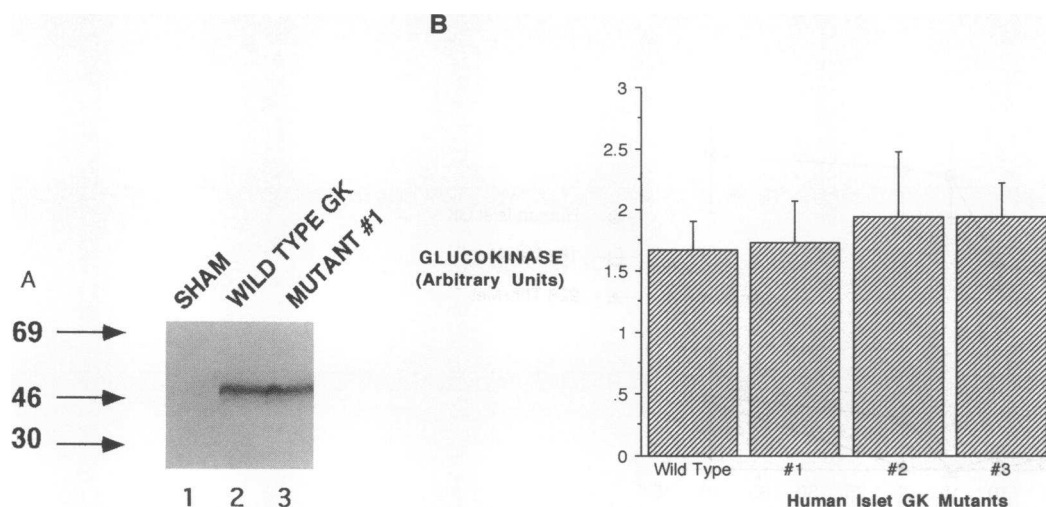 A
SHAM
WILD TYPE GK
MUTANT #1
69
46
30
1 2 3
B
GLUCOKINASE
(Arbitrary Units)
3
2.5
2
1.5
1
.5
0
Wild Type #1 #2 #3
Human Islet GK Mutants